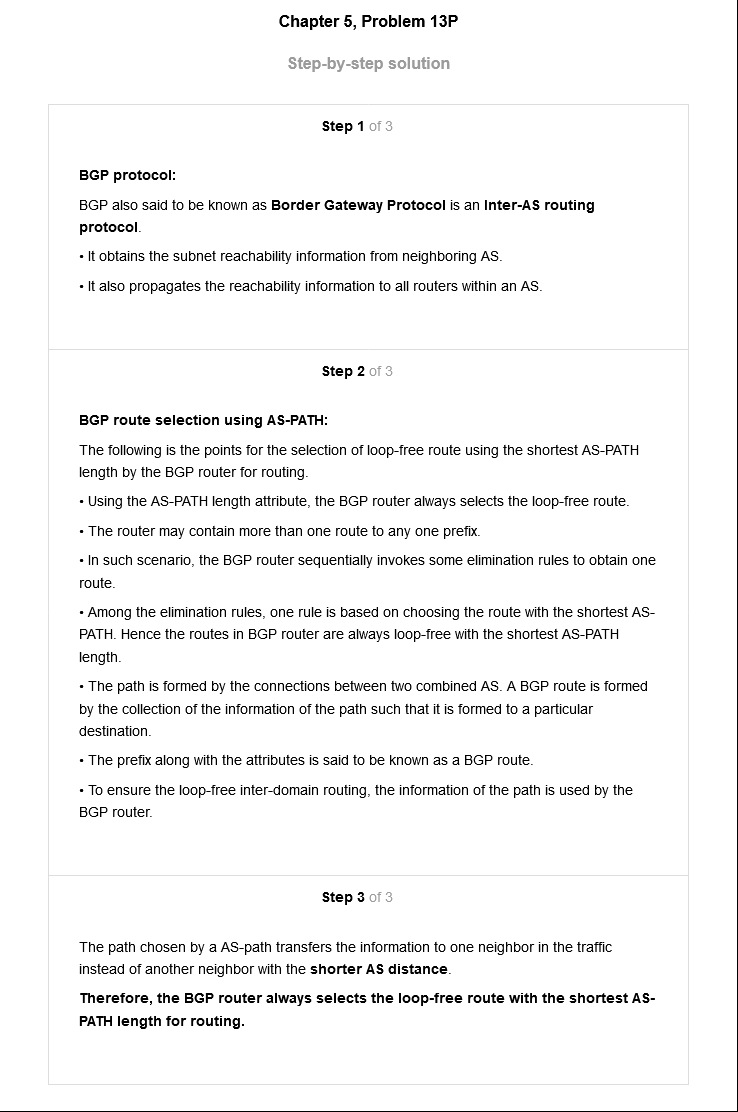 Chapter 5, Problem 13P
Step-by-step solution
Step 1 of 3
BGP protocol:
BGP also said to be known as Border Gateway Protocol is an Inter-AS routing
protocol.
• It obtains the subnet reachability information from neighboring AS.
• It also propagates the reachability information to all routers within an AS.
Step 2 of 3
BGP route selection using AS-PATH:
The following is the points for the selection of loop-free route using the shortest AS-PATH
length by the BGP router for routing.
• Using the AS-PATH length attribute, the BGP router always selects the loop-free route.
• The router may contain more than one route to any one prefix.
• In such scenario, the BGP router sequentially invokes some elimination rules to obtain one
route.
• Among the elimination rules, one rule is based on choosing the route with the shortest AS-
PATH. Hence the routes in BGP router are always loop-free with the shortest AS-PATH
length.
• The path is formed by the connections between two combined AS. A BGP route is formed
by the collection of the information of the path such that it is formed to a particular
destination.
• The prefix along with the attributes is said to be known as a BGP route.
• To ensure the loop-free inter-domain routing, the information of the path is used by the
BGP router.
Step 3 of 3
The path chosen by a AS-path transfers the information to one neighbor in the traffic
instead of another neighbor with the shorter AS distance.
Therefore, the BGP router always selects the loop-free route with the shortest AS-
PATH length for routing.